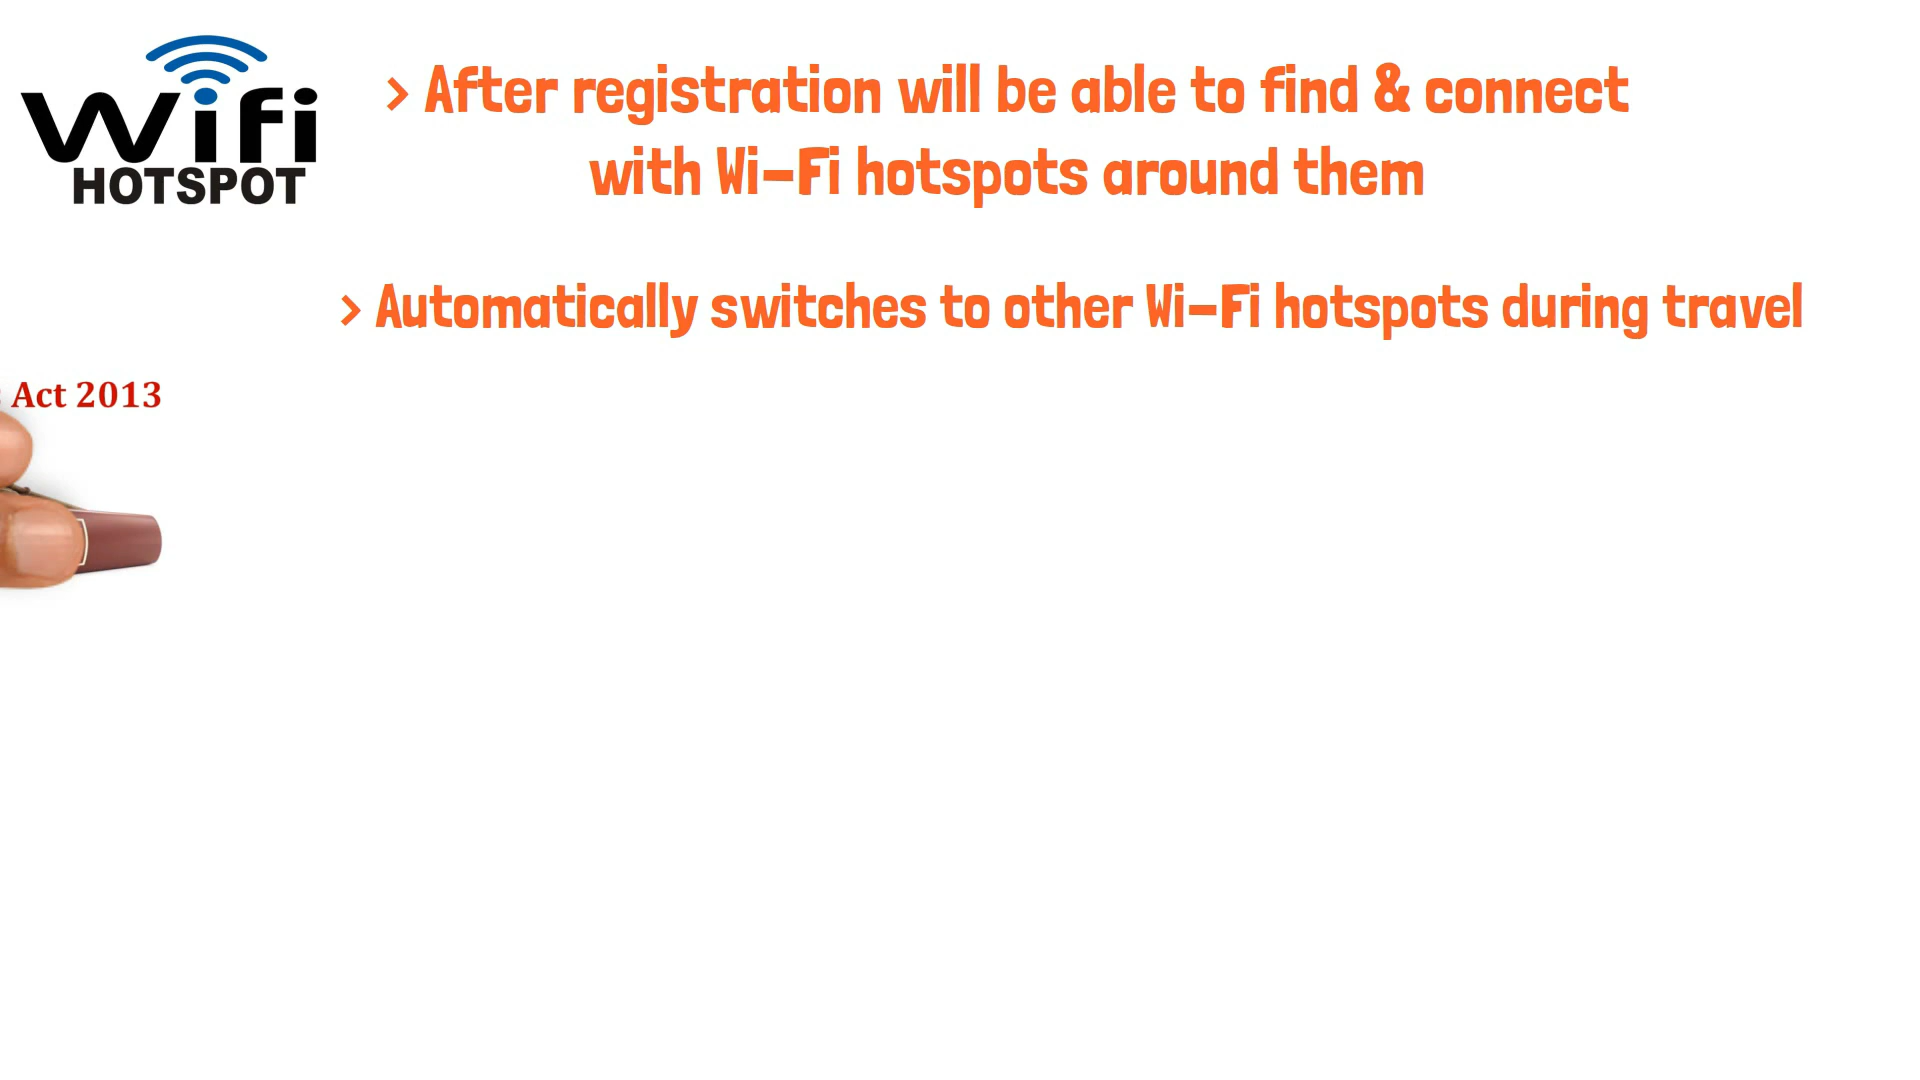 Wifi
HOTSPOT
> After registration will be able to find & connect
with Wi-Fi hotspots around them
> Automatically switches to other Wi-Fi hotspots during travel
Act 2013